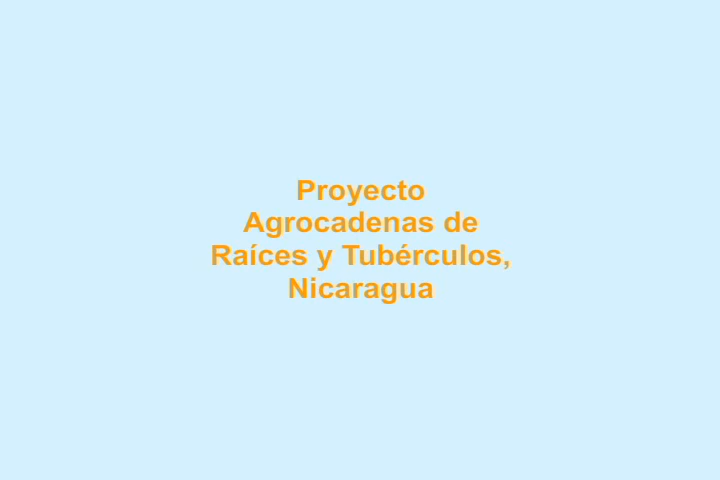 Proyecto
Agrocadenas de
Raíces y Tubérculos,
Nicaragua